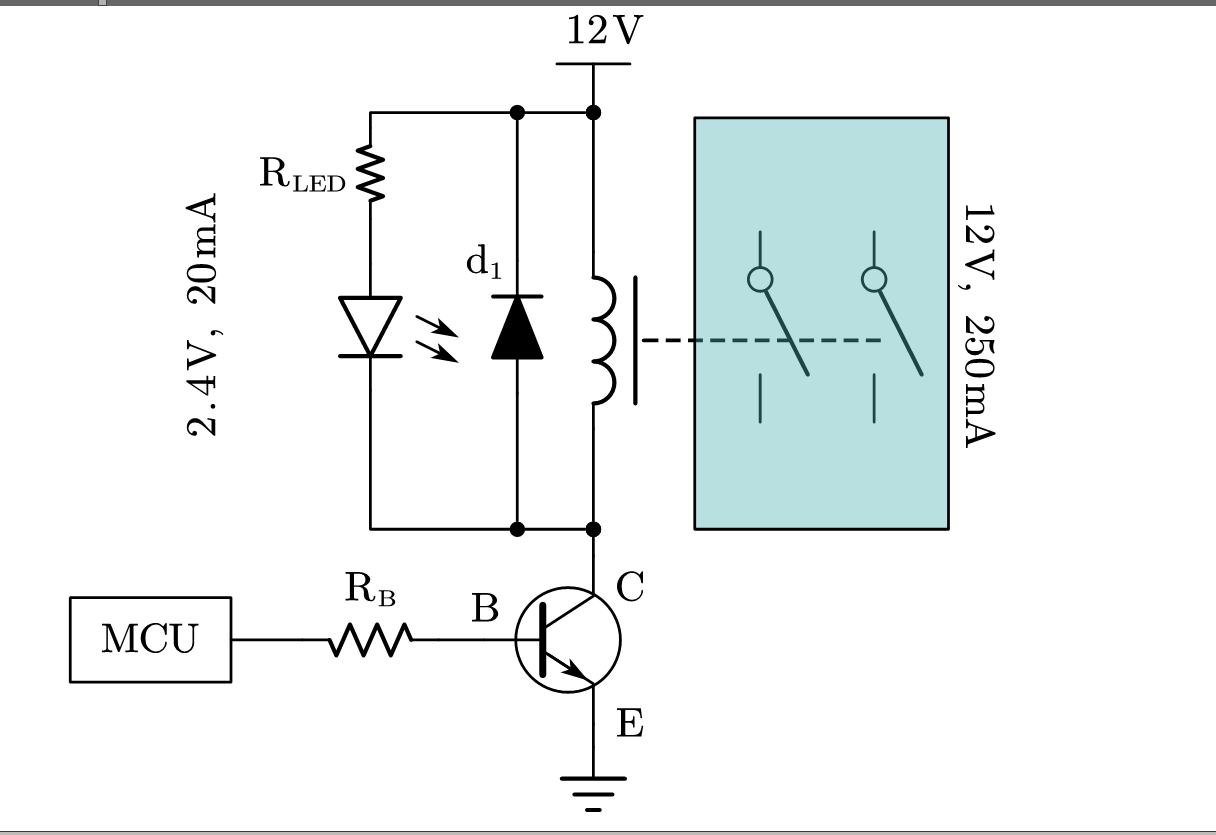 12V
R_LED
2.4V, 20mA
d_1
12V, 250mA
R_B
B
C
MCU
E